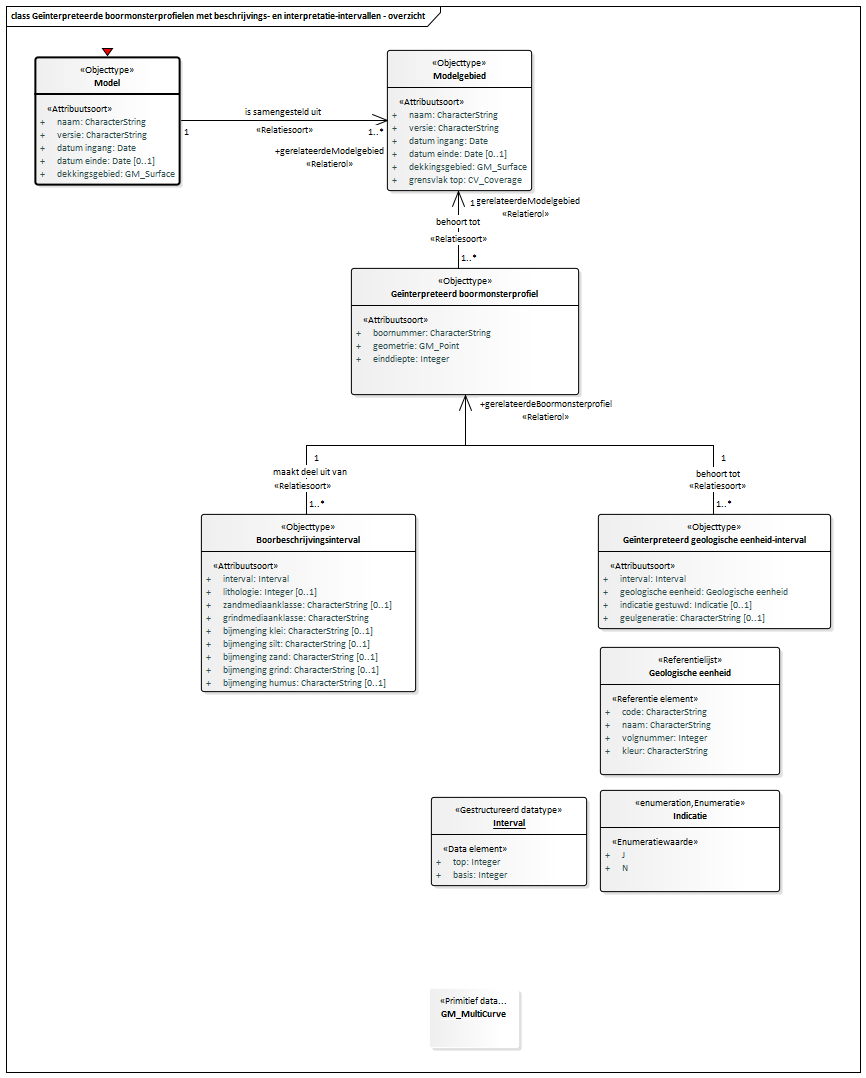 class Geïnterpreteerde boormonsterprofielen met beschrijvings- en interpretatie-intervallen - overzicht
«Objecttype»
Model
«Attribuutsoort»
+ naam: CharacterString
+ versie: CharacterString
+ datum ingang: Date
+ datum einde: Date [0..1]
+ dekkingsgebied: GM_Surface
is samengesteld uit
«Relatiesoort»
1
1..*
+gerelateerdeModelgebied
«Relatierol»
«Objecttype»
Modelgebied
«Attribuutsoort»
+ naam: CharacterString
+ versie: CharacterString
+ datum ingang: Date
+ datum einde: Date [0..1]
+ dekkingsgebied: GM_Surface
+ grensvlak top: CV_Coverage
1
gerelateerdeModelgebied
«Relatierol»
behoort tot
«Relatiesoort»
1..*
«Objecttype»
Geïnterpreteerd boormonsterprofiel
«Attribuutsoort»
+ boornummer: CharacterString
+ geometrie: GM_Point
+ einddiepte: Integer
+gerelateerdeBoormonsterprofiel
«Relatierol»
1
maakt deel uit van
«Relatiesoort»
1..*
1
behoort tot
«Relatiesoort»
1..*
«Objecttype»
Boorbeschrijvingsinterval
«Attribuutsoort»
+ interval: Interval
+ lithologie: Integer [0..1]
+ zandmediaanklasse: CharacterString [0..1]
+ grindmediaanklasse: CharacterString
+ bijmenging klei: CharacterString [0..1]
+ bijmenging silt: CharacterString [0..1]
+ bijmenging zand: CharacterString [0..1]
+ bijmenging grind: CharacterString [0..1]
+ bijmenging humus: CharacterString [0..1]
«Objecttype»
Geïnterpreteerd geologische eenheid-interval
«Attribuutsoort»
+ interval: Interval
+ geologische eenheid: Geologische eenheid
+ indicatie gestuwd: Indicatie [0..1]
+ geulgeneratie: CharacterString [0..1]
«Referentielijst»
Geologische eenheid
«Referentie element»
+ code: CharacterString
+ naam: CharacterString
+ volgnummer: Integer
+ kleur: CharacterString
«Gestructureerd datatype»
Interval
«Data element»
+ top: Integer
+ basis: Integer
«enumeration,Enumeratie»
Indicatie
«Enumeratiewaarde»
+ J
+ N
«Primitief data...
GM_MultiCurve